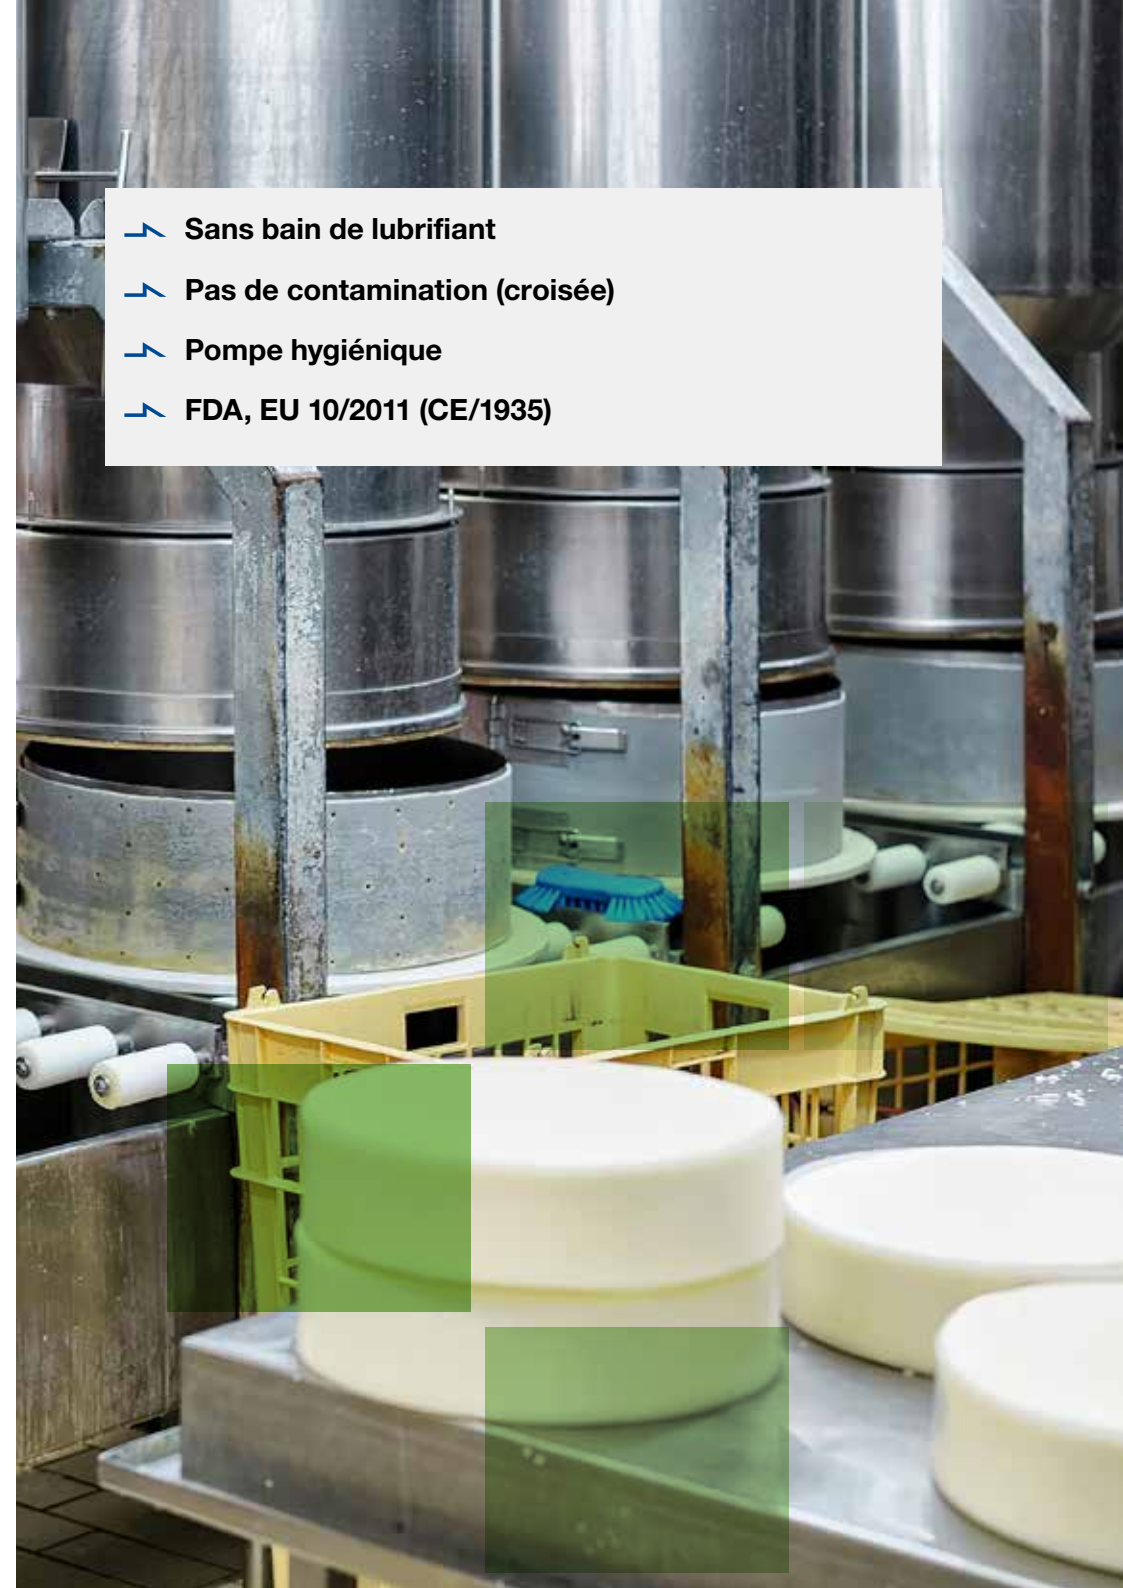 Sans bain de lubrifiant
Pas de contamination (croisée)
Pompe hygiénique
FDA, EU 10/2011 (CE/1935)